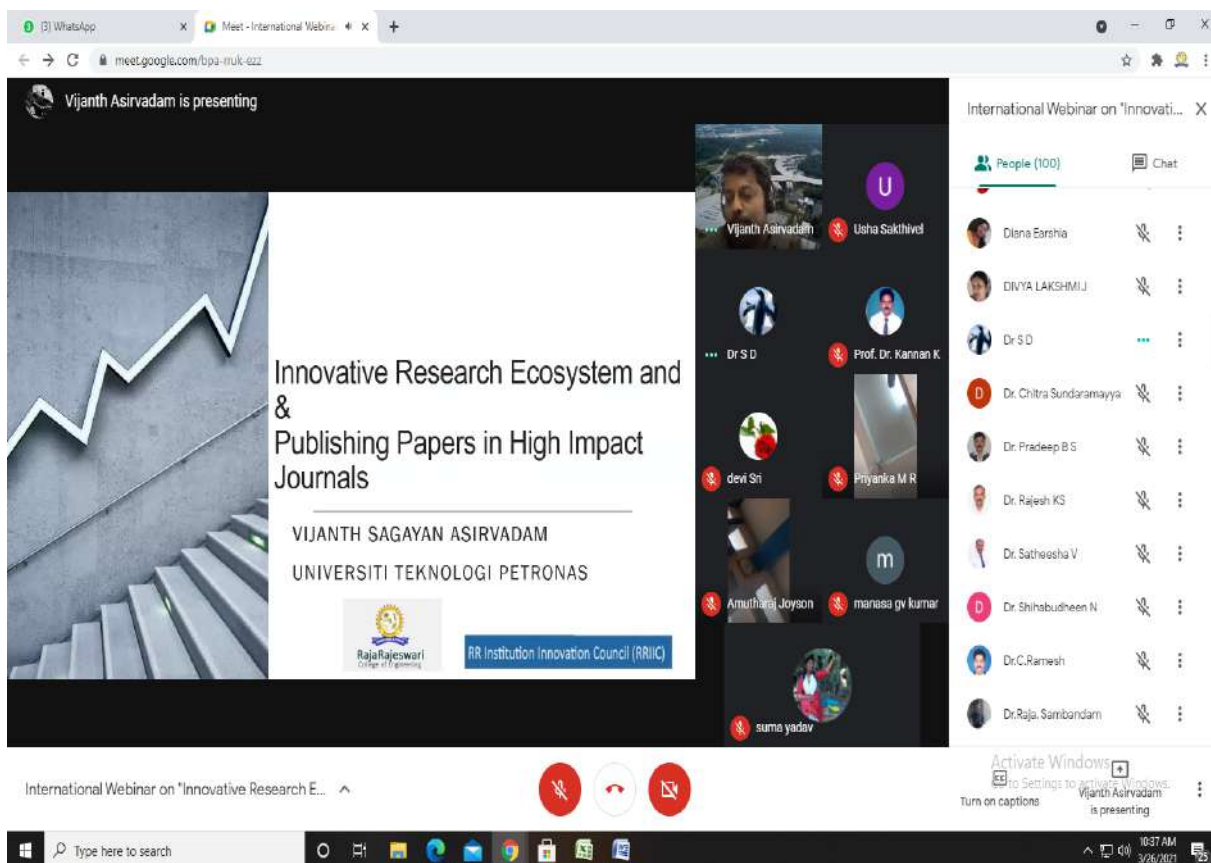 (3) WhatsApp
Meet - International Webina
meet.google.com/bpa-rruk-ezz
Vijanth Asirvadam is presenting
Innovative Research Ecosystem and
&
Publishing Papers in High Impact
Journals
VIJANTH SAGAYAN ASIRVADAM
UNIVERSITI TEKNOLOGI PETRONAS
RajaRajeswari
College of Engineering
RR Institution Innovation Council (RRIIC)
Vijanth Asirvadam
U
Usha Sakthivel
Dr S D
Prof. Dr. Kannan K
devi Sri
Priyanka M R
Amutharaj Joyson
m
manasa gv kumar
suma yadav
International Webinar on "Innovati...
People (100)
Chat
Diana Earshia
DIVYA LAKSHMI J
Dr S D
D
Dr. Chitra Sundaramayya
Dr. Pradeep B S
Dr. Rajesh KS
Dr. Satheesha V
D
Dr. Shihabudheen N
Dr.C.Ramesh
Dr.Raja. Sambandam
International Webinar on "Innovative Research E...
Activate Windows
Go to Settings to activate Windows.
Turn on captions
Vijanth Asirvadam
is presenting
Type here to search
10:37 AM
3/26/2021
25